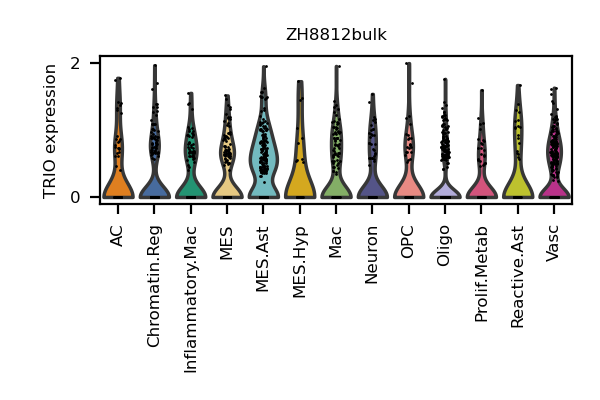 ZH8812bulk
TRIO expression
2
0
AC
Chromatin.Reg
Inflammatory.Mac
MES
MES.Ast
MES.Hyp
Mac
Neuron
OPC
Oligo
Prolif.Metab
Reactive.Ast
Vasc